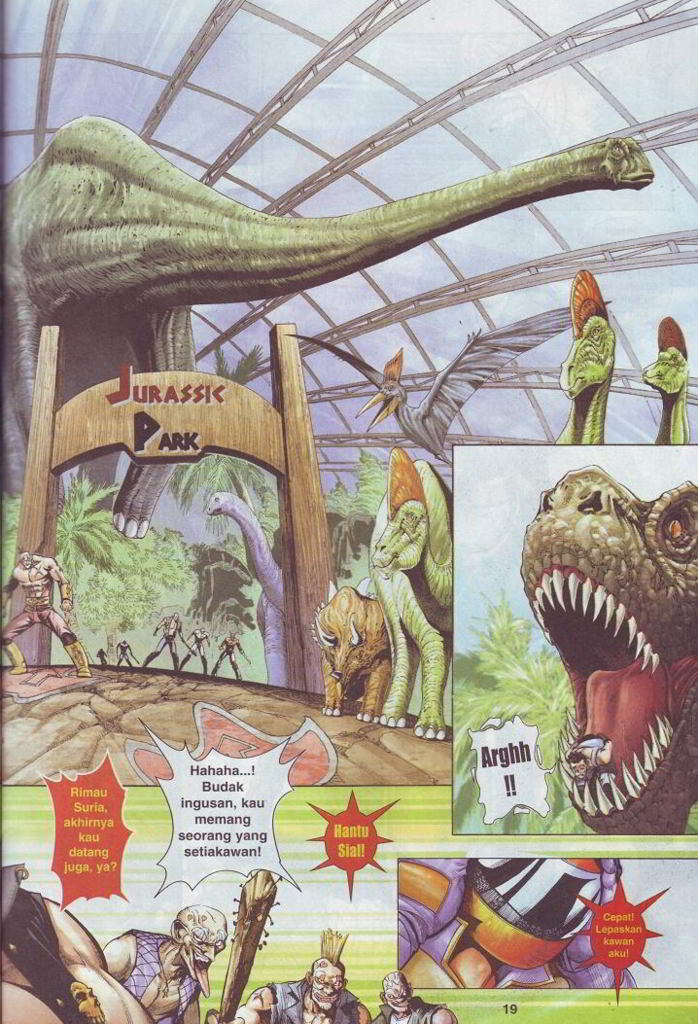 JURASSIC
PARK
Arghh
!!
Rimau
Suria,
akhirnya
kau
datang
juga, ya?
Hahaha...!
Budak
ingusan, kau
memang
seorang yang
setiakawan!
Hantu
Sial!
Cepat!
Lepaskan
kawan
aku!
19